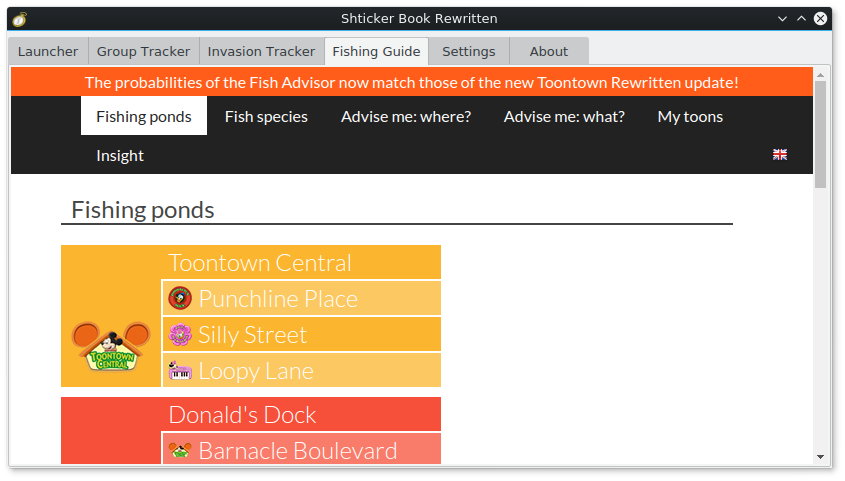 Shticker Book Rewritten
Launcher Group Tracker Invasion Tracker Fishing Guide Settings About
The probabilities of the Fish Advisor now match those of the new Toontown Rewritten update!
Fishing ponds Fish species Advise me: where? Advise me: what? My toons
Insight
Fishing ponds
Toontown Central
Punchline Place
Silly Street
Loopy Lane
TOONTOWN
CENTRAL
Donald's Dock
Barnacle Boulevard